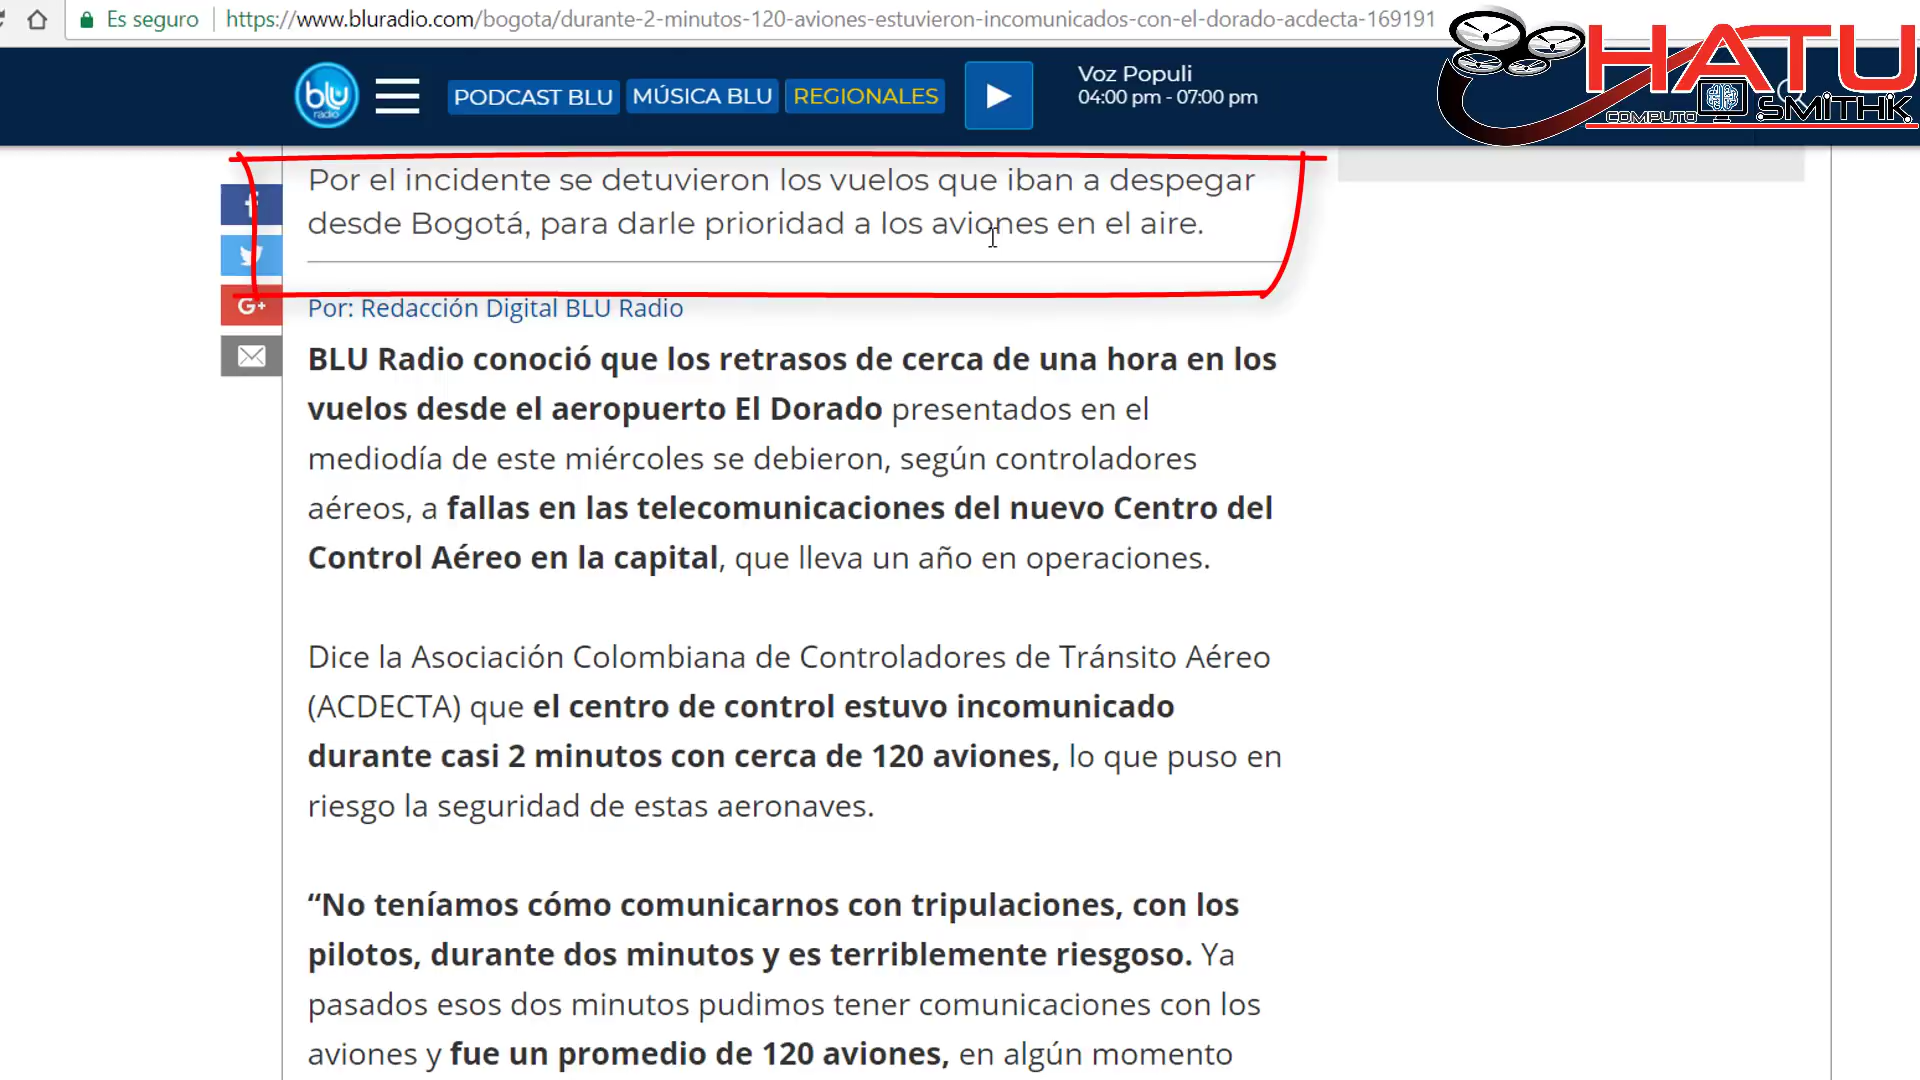 Es seguro
https://www.bluradio.com/bogota/durante-2-minutos-120-aviones-estuvieron-incomunicados-con-el-dorado-acdecta-169191
HATU
COMPUTO SMITHK
blu
radio
PODCAST BLU
MÚSICA BLU
REGIONALES
Voz Populi
04:00 pm - 07:00 pm
Por el incidente se detuvieron los vuelos que iban a despegar
desde Bogotá, para darle prioridad a los aviones en el aire.
f
G+
Por: Redacción Digital BLU Radio
BLU Radio conoció que los retrasos de cerca de una hora en los
vuelos desde el aeropuerto El Dorado presentados en el
mediodía de este miércoles se debieron, según controladores
aéreos, a fallas en las telecomunicaciones del nuevo Centro del
Control Aéreo en la capital, que lleva un año en operaciones.
Dice la Asociación Colombiana de Controladores de Tránsito Aéreo
(ACDECTA) que el centro de control estuvo incomunicado
durante casi 2 minutos con cerca de 120 aviones, lo que puso en
riesgo la seguridad de estas aeronaves.
“No teníamos cómo comunicarnos con tripulaciones, con los
pilotos, durante dos minutos y es terriblemente riesgoso. Ya
pasados esos dos minutos pudimos tener comunicaciones con los
aviones y fue un promedio de 120 aviones, en algún momento